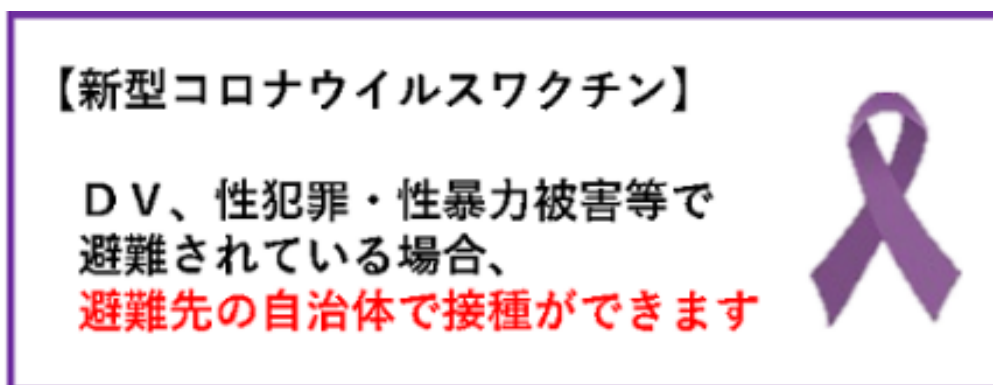 【新型コロナウイルスワクチン】
ＤＶ、性犯罪・性暴力被害等で
避難されている場合、
避難先の自治体で接種ができます